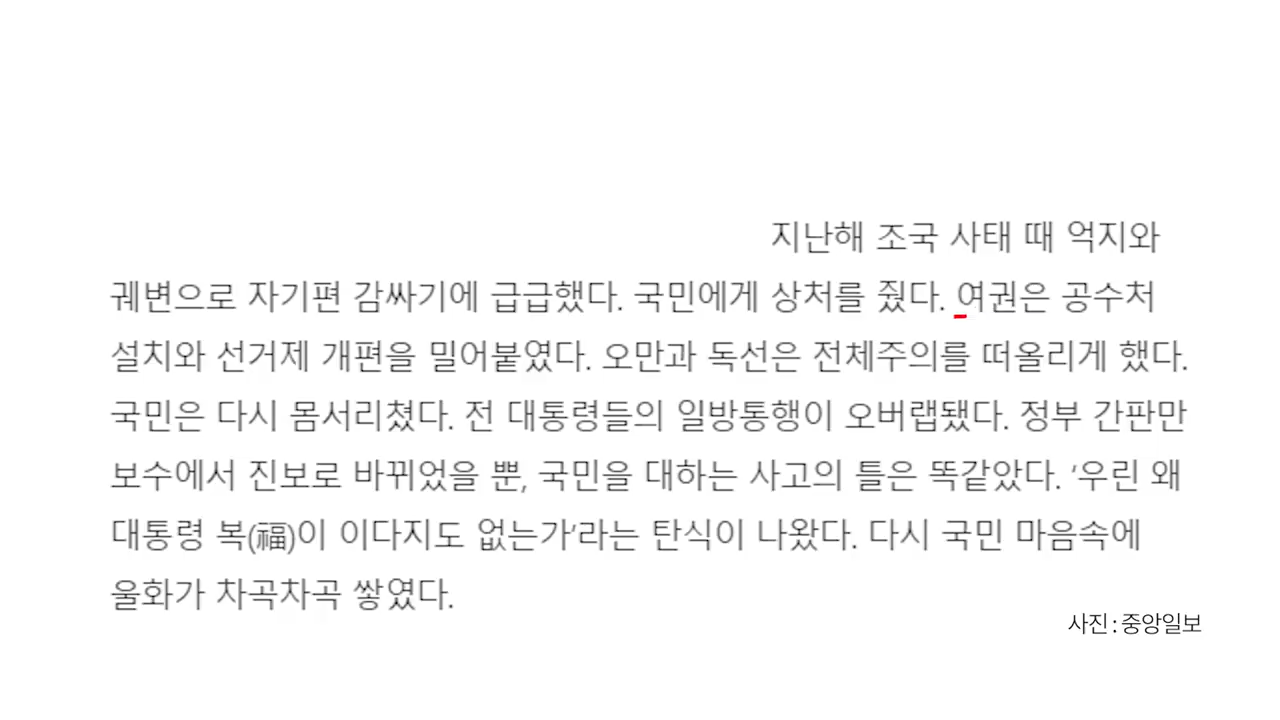 지난해 조국 사태 때 억지와
궤변으로 자기편 감싸기에 급급했다. 국민에게 상처를 줬다. 여권은 공수처
설치와 선거제 개편을 밀어붙였다. 오만과 독선은 전체주의를 떠올리게 했다.
국민은 다시 몸서리쳤다. 전 대통령들의 일방통행이 오버랩됐다. 정부 간판만
보수에서 진보로 바뀌었을 뿐, 국민을 대하는 사고의 틀은 똑같았다. ‘우린 왜
대통령 복(福)이 이다지도 없는가’라는 탄식이 나왔다. 다시 국민 마음속에
울화가 차곡차곡 쌓였다.
사진 : 중앙일보